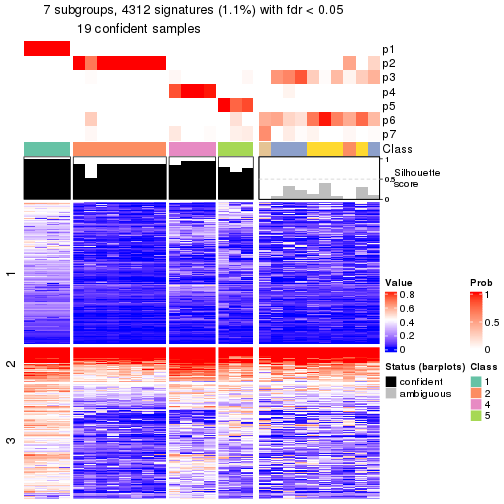 7 subgroups, 4312 signatures (1.1%) with fdr < 0.05
19 confident samples
p1
p2
p3
p4
p5
p6
p7
Class
1
0.5
0
Silhouette
score
1
2
3
Value
0.8
0.6
0.4
0.2
0
Prob
1
0.5
0
Status (barplots)
confident
ambiguous
Class
1
2
4
5